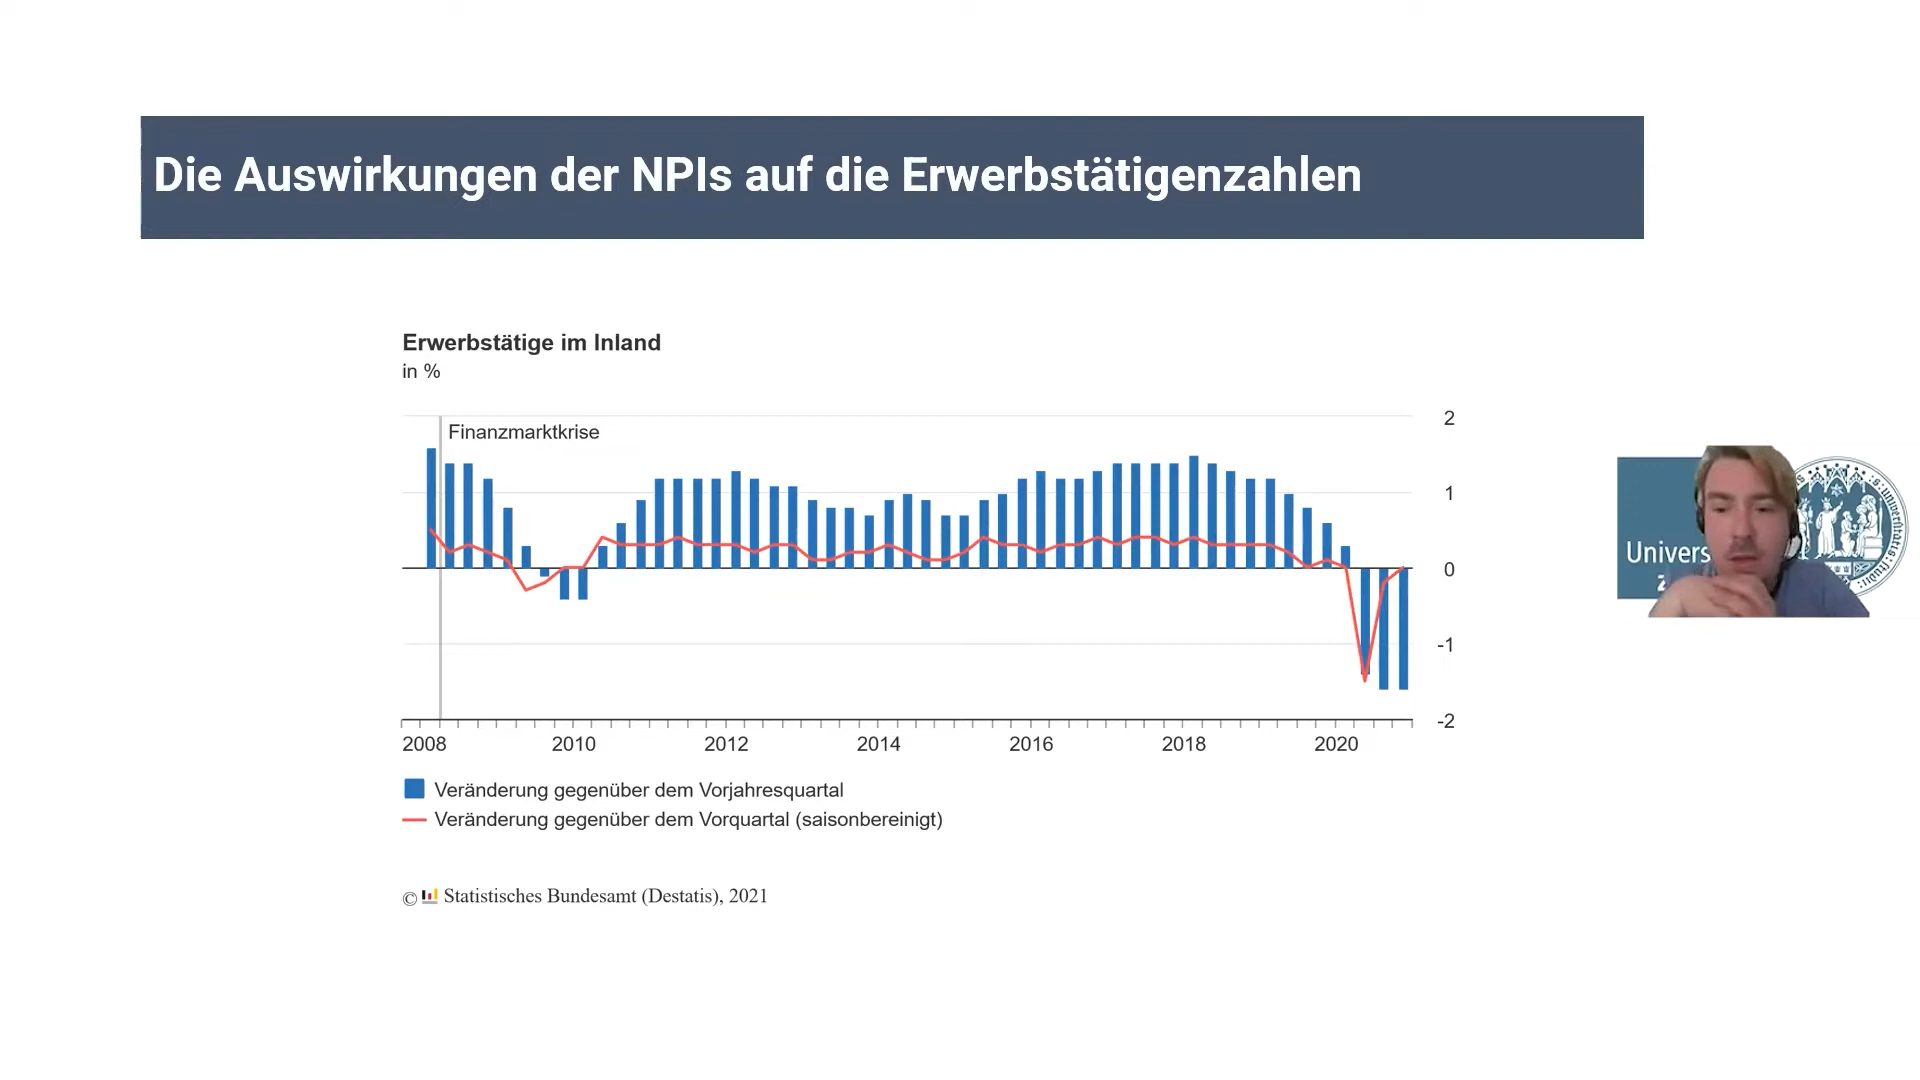 Die Auswirkungen der NPIs auf die Erwerbstätigenzahlen
Erwerbstätige im Inland
in %
Finanzmarktkrise
2
1
0
-1
-2
2008 2010 2012 2014 2016 2018 2020
Veränderung gegenüber dem Vorjahresquartal
Veränderung gegenüber dem Vorquartal (saisonbereinigt)
© Statistisches Bundesamt (Destatis), 2021
Univers